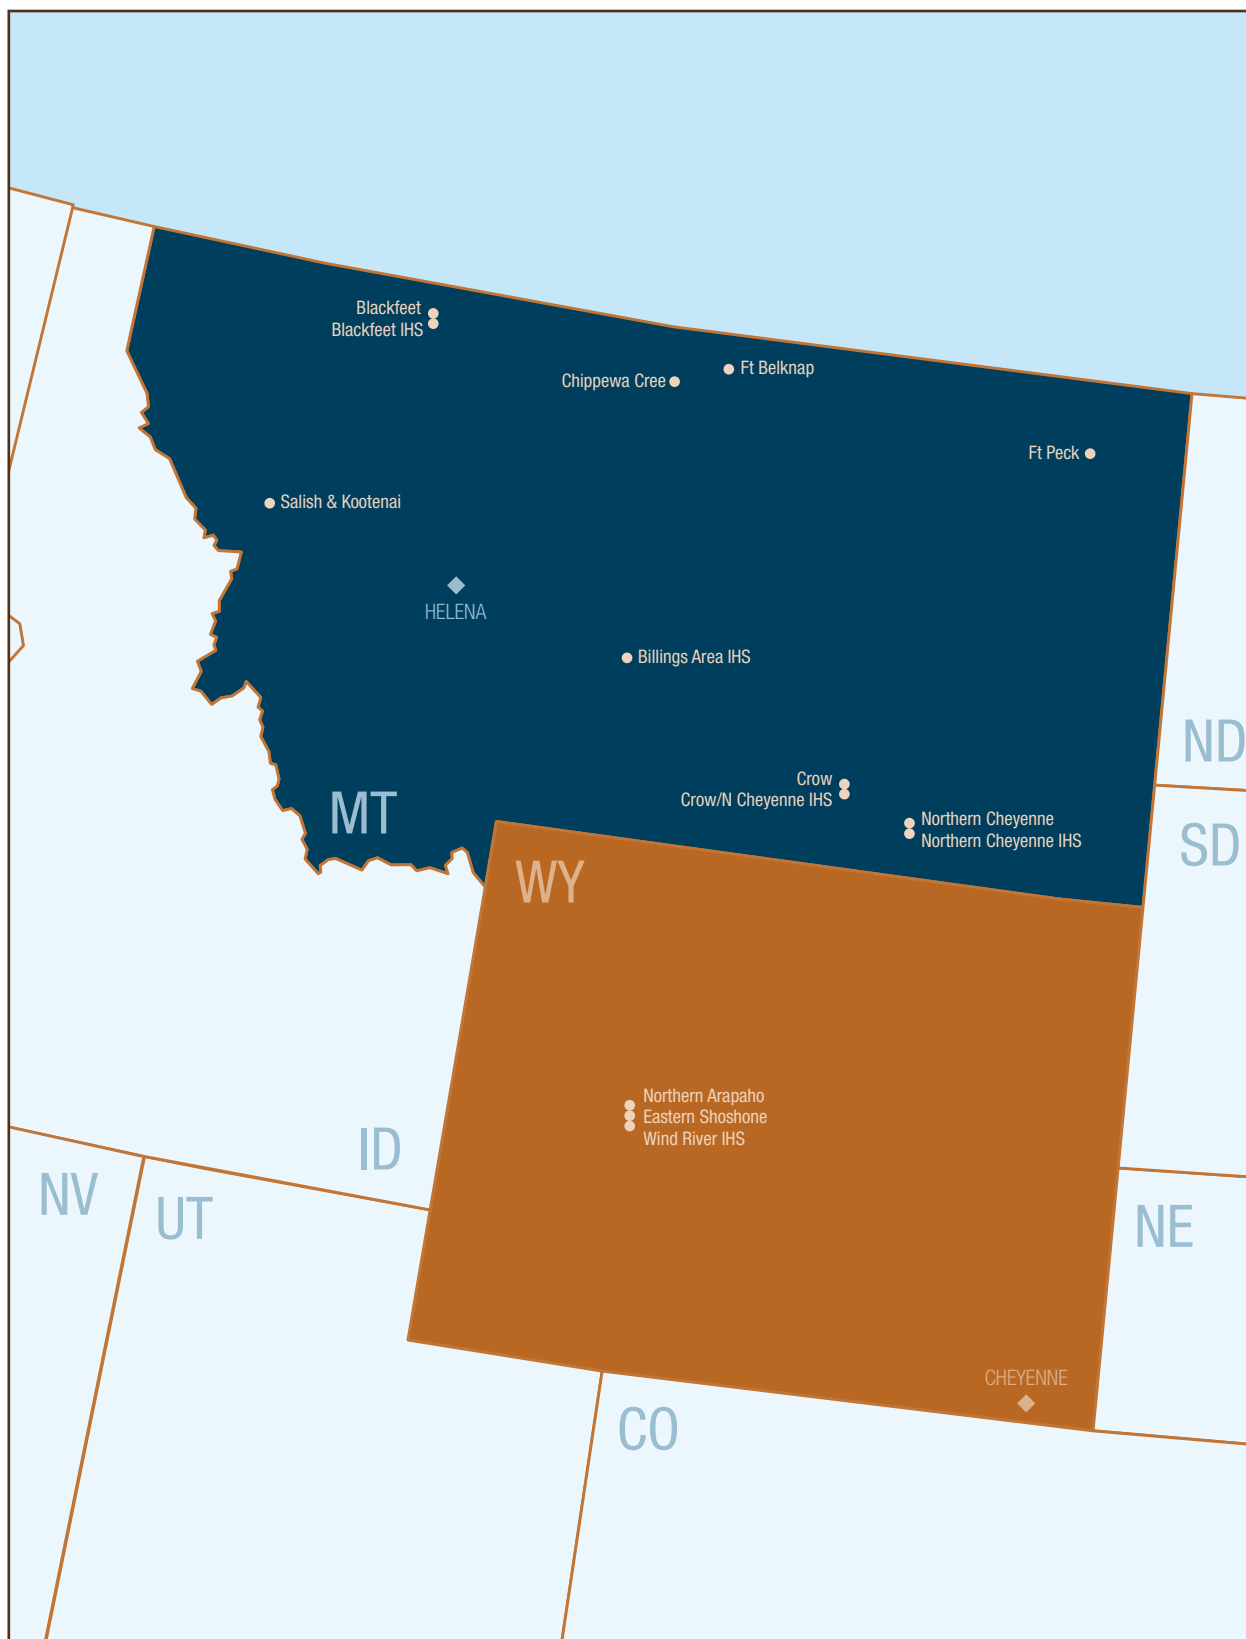 Blackfeet
Blackfeet IHS
Ft Belknap
Chippewa Cree
Ft Peck
Salish & Kootenai
HELENA
Billings Area IHS
ND
Crow
Crow/N Cheyenne IHS
MT
Northern Cheyenne
Northern Cheyenne IHS
SD
WY
Northern Arapaho
Eastern Shoshone
Wind River IHS
ID
NV
UT
NE
CHEYENNE
CO